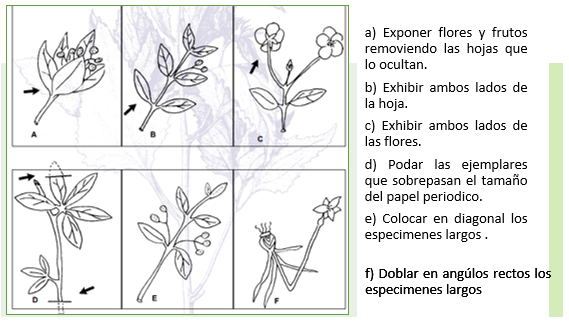 A
B
C
D
E
F
a) Exponer flores y frutos
removiendo las hojas que
lo ocultan.
b) Exhibir ambos lados de
la hoja.
c) Exhibir ambos lados de
las flores.
d) Podar las ejemplares
que sobrepasan el tamaño
del papel periodico.
e) Colocar en diagonal los
especimenes largos .
f) Doblar en angúlos rectos los
especimenes largos